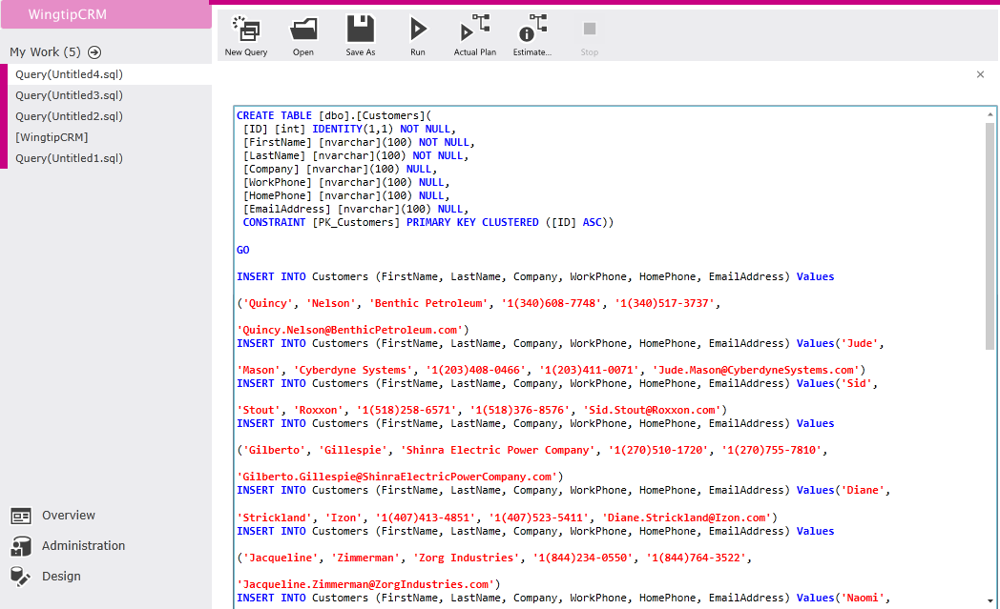 WingtipCRM
My Work (5)
Query(Untitled4.sql)
Query(Untitled3.sql)
Query(Untitled2.sql)
[WingtipCRM]
Query(Untitled1.sql)
Overview
Administration
Design
New Query
Open
Save As
Run
Actual Plan
Estimate...
Stop
CREATE TABLE [dbo].[Customers](
[ID] [int] IDENTITY(1,1) NOT NULL,
[FirstName] [nvarchar](100) NOT NULL,
[LastName] [nvarchar](100) NOT NULL,
[Company] [nvarchar](100) NULL,
[WorkPhone] [nvarchar](100) NULL,
[HomePhone] [nvarchar](100) NULL,
[EmailAddress] [nvarchar](100) NULL,
CONSTRAINT [PK_Customers] PRIMARY KEY CLUSTERED ([ID] ASC))
GO
INSERT INTO Customers (FirstName, LastName, Company, WorkPhone, HomePhone, EmailAddress) Values
('Quincy', 'Nelson', 'Benthic Petroleum', '1(340)608-7748', '1(340)517-3737',
'Quincy.Nelson@BenthicPetroleum.com')
INSERT INTO Customers (FirstName, LastName, Company, WorkPhone, HomePhone, EmailAddress) Values('Jude',
'Mason', 'Cyberdyne Systems', '1(203)408-0466', '1(203)411-0071', 'Jude.Mason@CyberdyneSystems.com')
INSERT INTO Customers (FirstName, LastName, Company, WorkPhone, HomePhone, EmailAddress) Values('Sid',
'Stout', 'Roxxon', '1(518)258-6571', '1(518)376-8576', 'Sid.Stout@Roxxon.com')
INSERT INTO Customers (FirstName, LastName, Company, WorkPhone, HomePhone, EmailAddress) Values
('Gilberto', 'Gillespie', 'Shinra Electric Power Company', '1(270)510-1720', '1(270)755-7810',
'Gilberto.Gillespie@ShinraElectricPowerCompany.com')
INSERT INTO Customers (FirstName, LastName, Company, WorkPhone, HomePhone, EmailAddress) Values('Diane',
'Strickland', 'Izon', '1(407)413-4851', '1(407)523-5411', 'Diane.Strickland@Izon.com')
INSERT INTO Customers (FirstName, LastName, Company, WorkPhone, HomePhone, EmailAddress) Values
('Jacqueline', 'Zimmerman', 'Zorg Industries', '1(844)234-0550', '1(844)764-3522',
'Jacqueline.Zimmerman@ZorgIndustries.com')
INSERT INTO Customers (FirstName, LastName, Company, WorkPhone, HomePhone, EmailAddress) Values('Naomi',